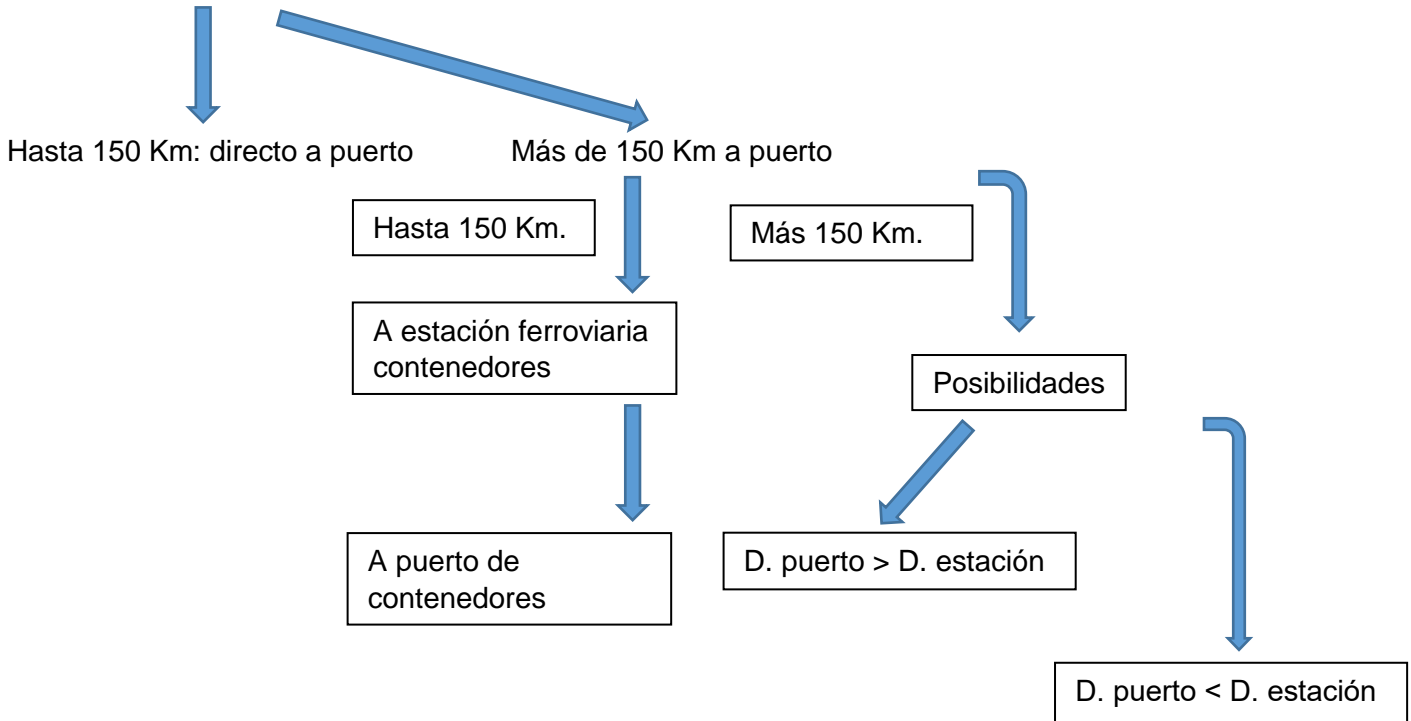 Hasta 150 Km: directo a puerto
Más de 150 Km a puerto
Hasta 150 Km.
Más 150 Km.
A estación ferroviaria
contenedores
Posibilidades
A puerto de
contenedores
D. puerto > D. estación
D. puerto < D. estación